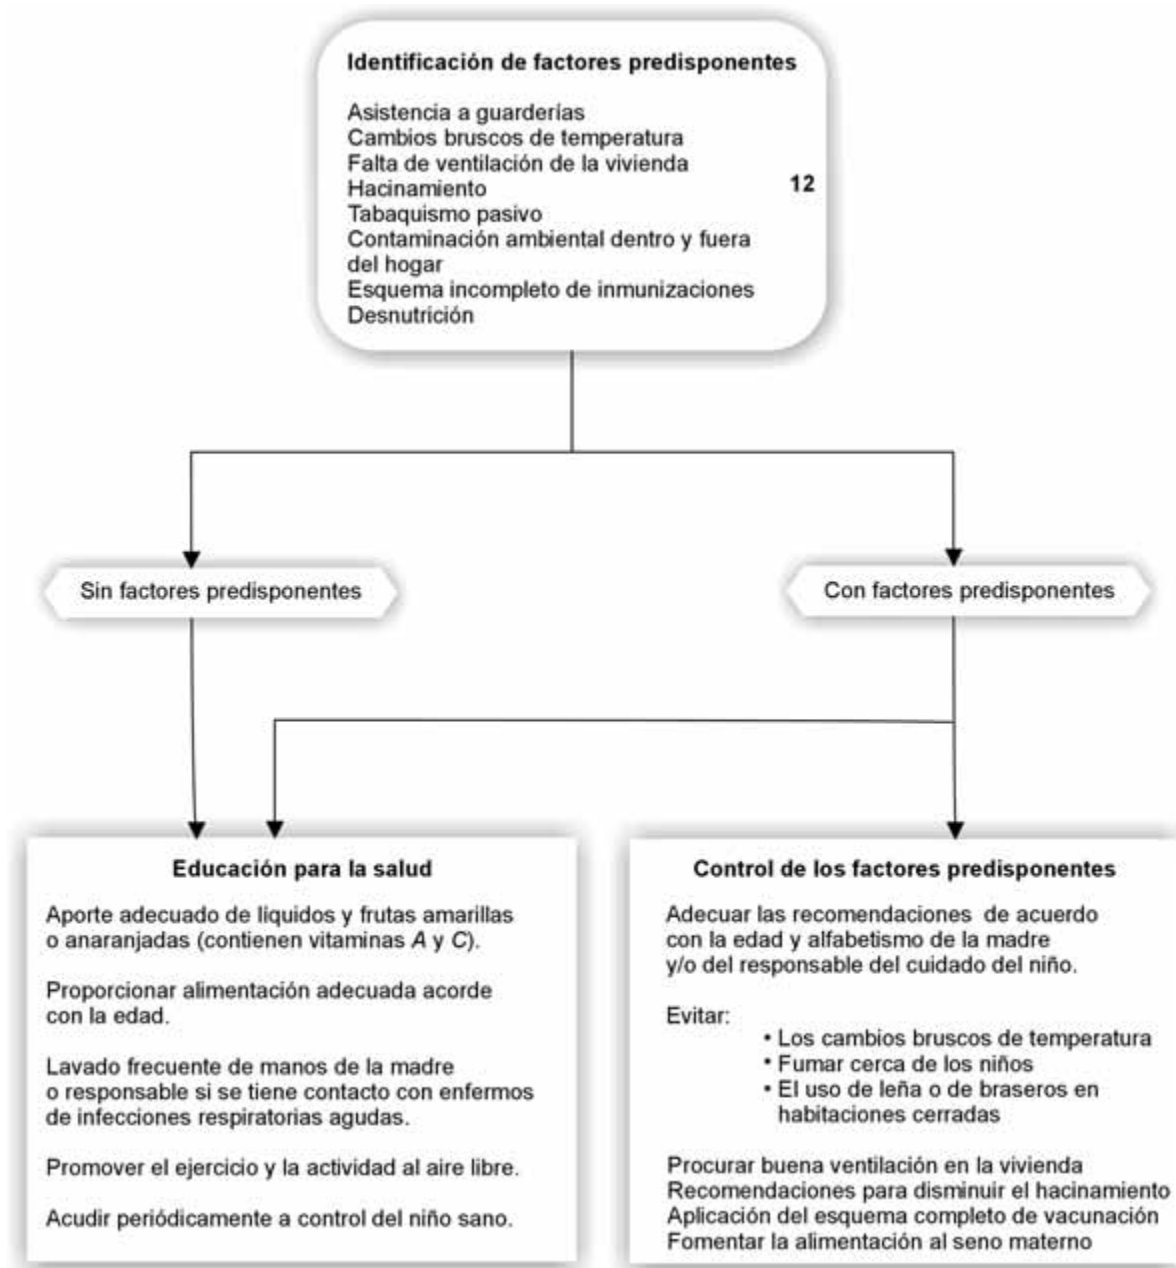 Identificación de factores predisponentes
Asistencia a guarderías
Cambios bruscos de temperatura
Falta de ventilación de la vivienda
Hacinamiento
12
Tabaquismo pasivo
Contaminación ambiental dentro y fuera
del hogar
Esquema incompleto de inmunizaciones
Desnutrición
Sin factores predisponentes
Con factores predisponentes
Educación para la salud
Aporte adecuado de líquidos y frutas amarillas
o anaranjadas (contienen vitaminas A y C).
Proporcionar alimentación adecuada acorde
con la edad.
Lavado frecuente de manos de la madre
o responsable si se tiene contacto con enfermos
de infecciones respiratorias agudas.
Promover el ejercicio y la actividad al aire libre.
Acudir periódicamente a control del niño sano.
Control de los factores predisponentes
Adecuar las recomendaciones de acuerdo
con la edad y alfabetismo de la madre
y/o del responsable del cuidado del niño.
Evitar:
• Los cambios bruscos de temperatura
• Fumar cerca de los niños
• El uso de leña o de braseros en
habitaciones cerradas
Procurar buena ventilación en la vivienda
Recomendaciones para disminuir el hacinamiento
Aplicación del esquema completo de vacunación
Fomentar la alimentación al seno materno